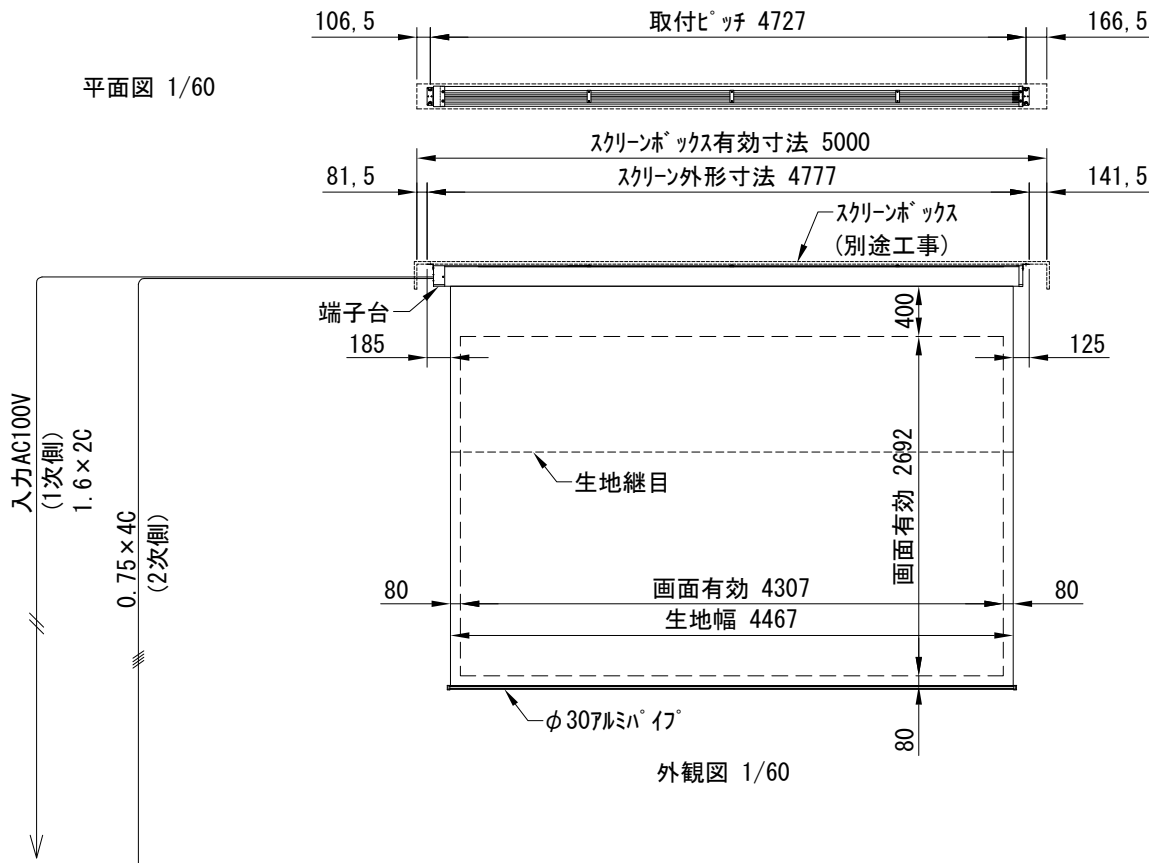 106,5
取付ﾋﾟｯﾁ 4727
166,5
平面図 1/60
ｽｸﾘｰﾝﾎﾞｯｸｽ有効寸法 5000
81,5
ｽｸﾘｰﾝ外形寸法 4777
141,5
ｽｸﾘｰﾝﾎﾞｯｸｽ
(別途工事)
端子台
400
185
125
入力AC100V
(1次側)
1.6×2C
0.75×4C
(2次側)
生地継目
画面有効 2692
80
画面有効 4307
80
生地幅 4467
φ30ｱﾙﾐﾊﾟｲﾌﾟ
80
外観図 1/60